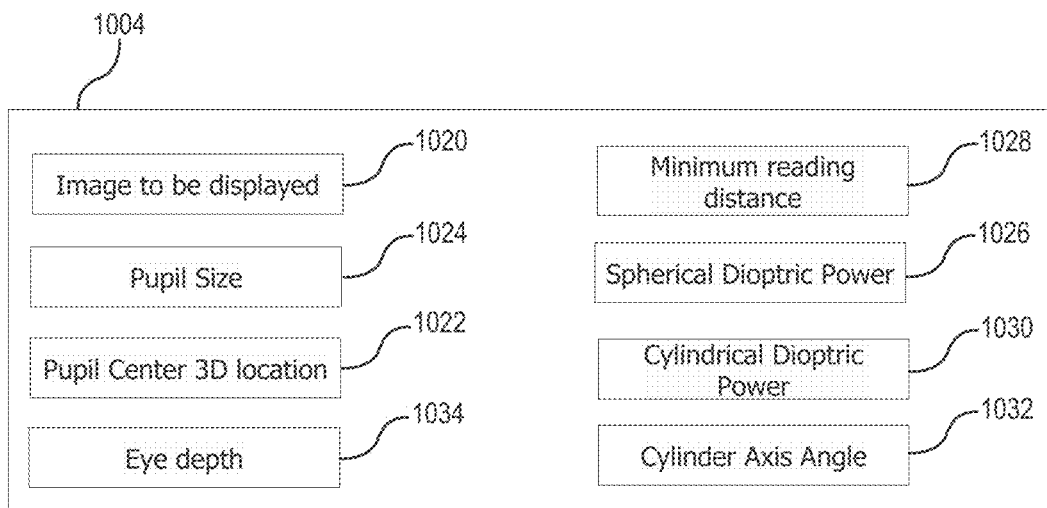 1004
1020
Image to be displayed
1024
Pupil Size
1022
Pupil Center 3D location
1034
Eye depth
1028
Minimum reading
distance
1026
Spherical Dioptric Power
1030
Cylindrical Dioptric
Power
1032
Cylinder Axis Angle